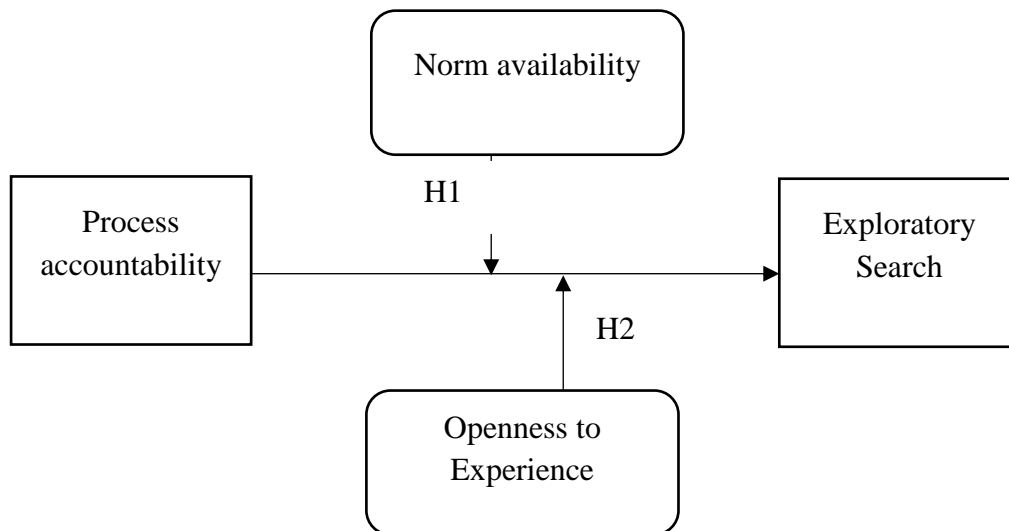 Norm availability
H1
Process
accountability
Exploratory
Search
H2
Openness to
Experience